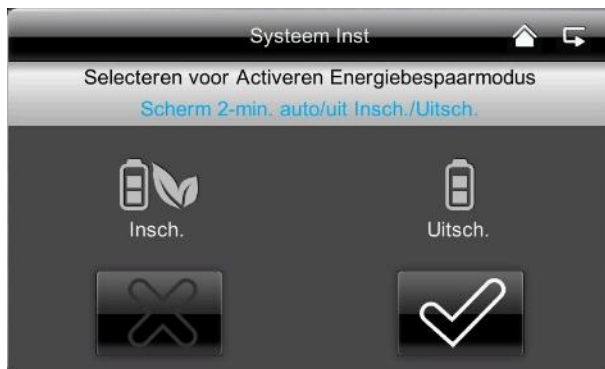 Systeem Inst
Selecteren voor Activeren Energiebespaarmodus
Scherm 2-min. auto/uit Insch./Uitsch.
Insch.
Uitsch.